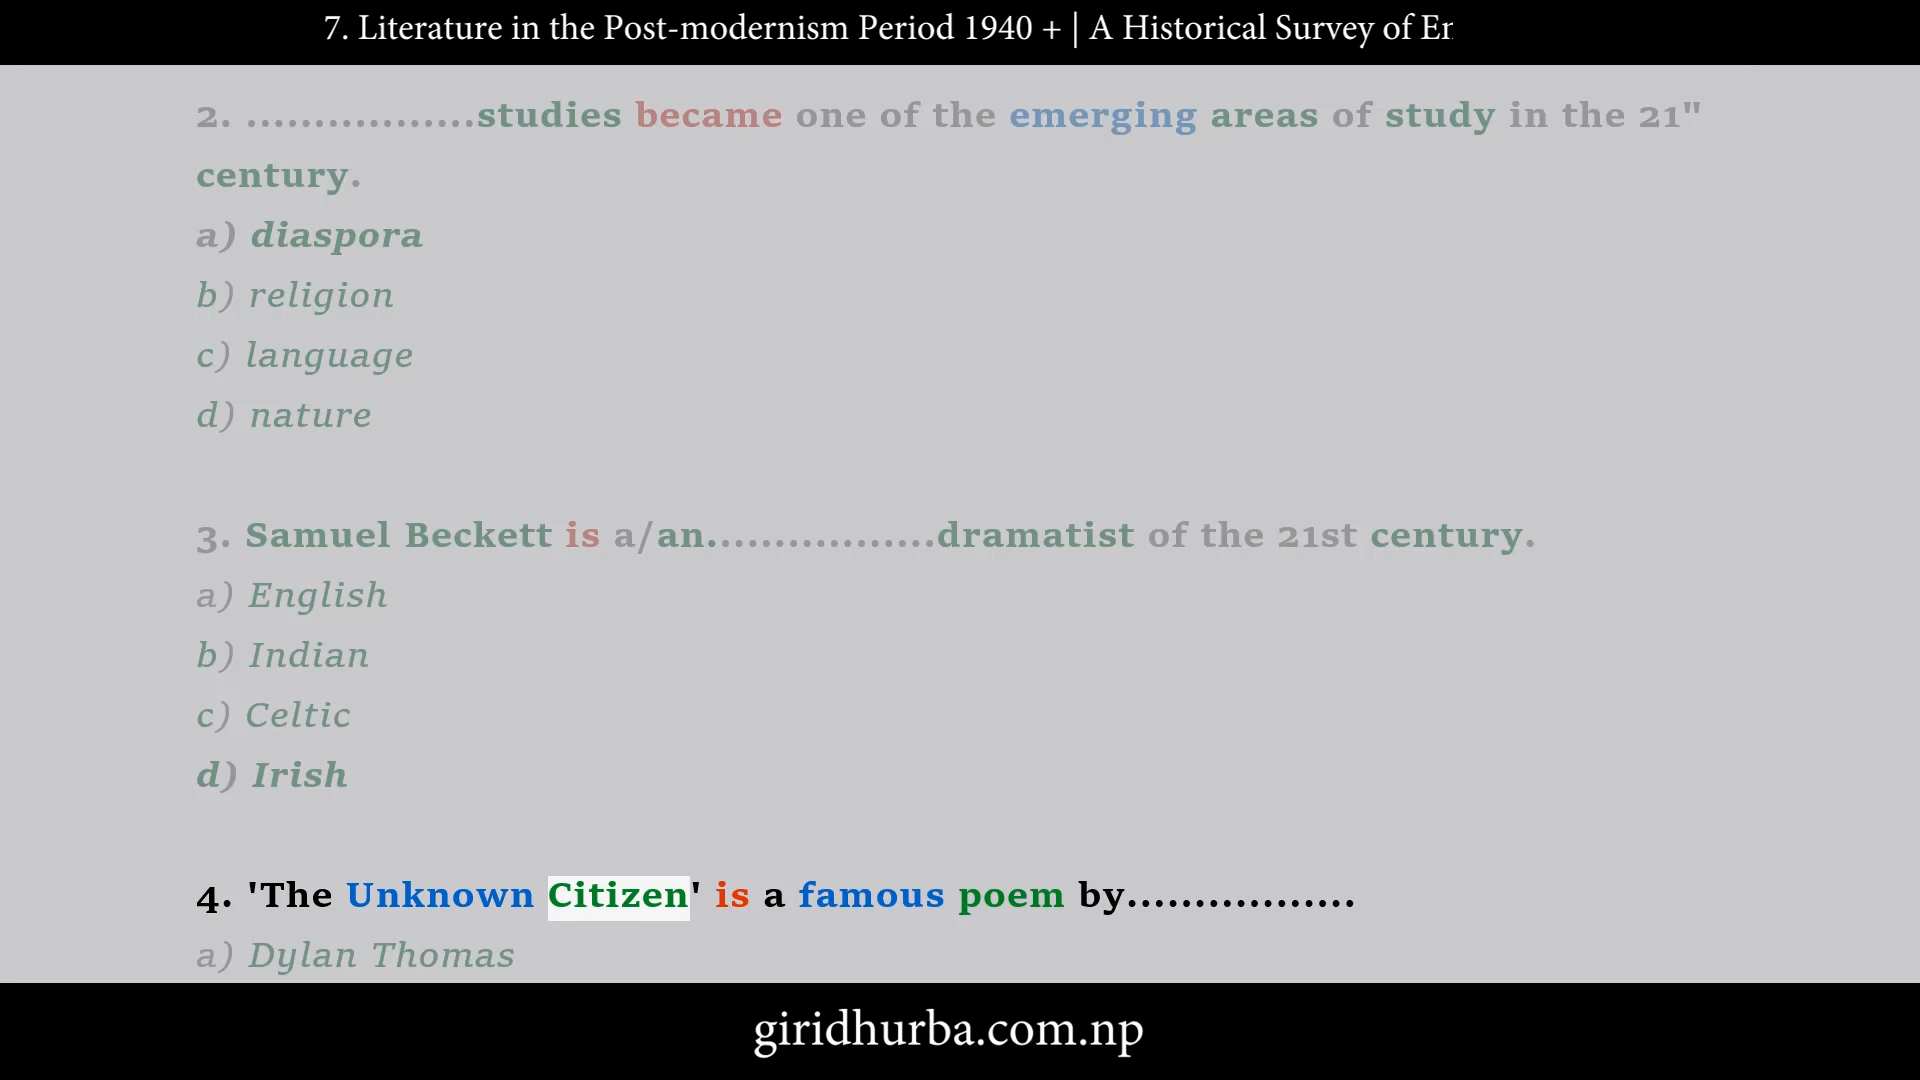 7. Literature in the Post-modernism Period 1940 + | A Historical Survey of En
2. .................studies became one of the emerging areas of study in the 21"
century.
a) diaspora
b) religion
c) language
d) nature
3. Samuel Beckett is a/an.................dramatist of the 21st century.
a) English
b) Indian
c) Celtic
d) Irish
4. 'The Unknown Citizen' is a famous poem by.................
a) Dylan Thomas
giridhurba.com.np